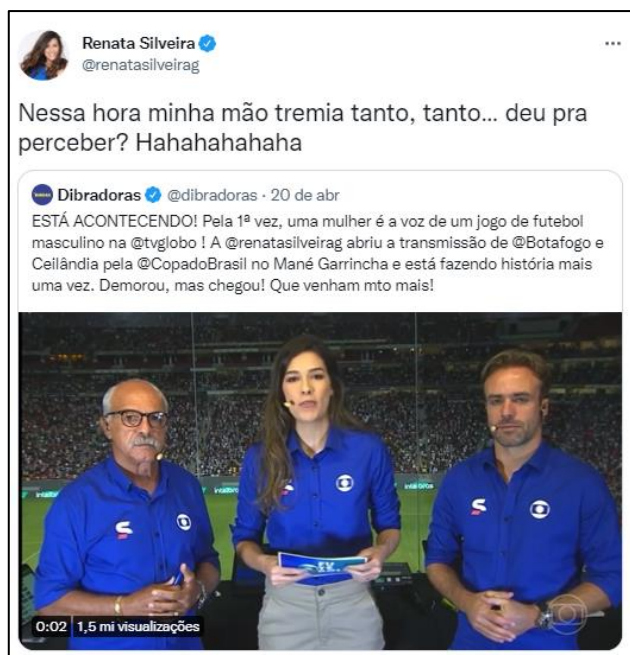 Renata Silveira
@renatasilveirag
Nessa hora minha mão tremia tanto, tanto... deu pra
perceber? Hahahahahaha
Dibradoras @dibradoras · 20 de abr
ESTÁ ACONTECENDO! Pela 1ª vez, uma mulher é a voz de um jogo de futebol
masculino na @tvglobo ! A @renatasilveirag abriu a transmissão de @Botafogo e
Ceilândia pela @CopadoBrasil no Mané Garrincha e está fazendo história mais
uma vez. Demorou, mas chegou! Que venham mto mais!
intelbras
0:02 1,5 mi visualizações